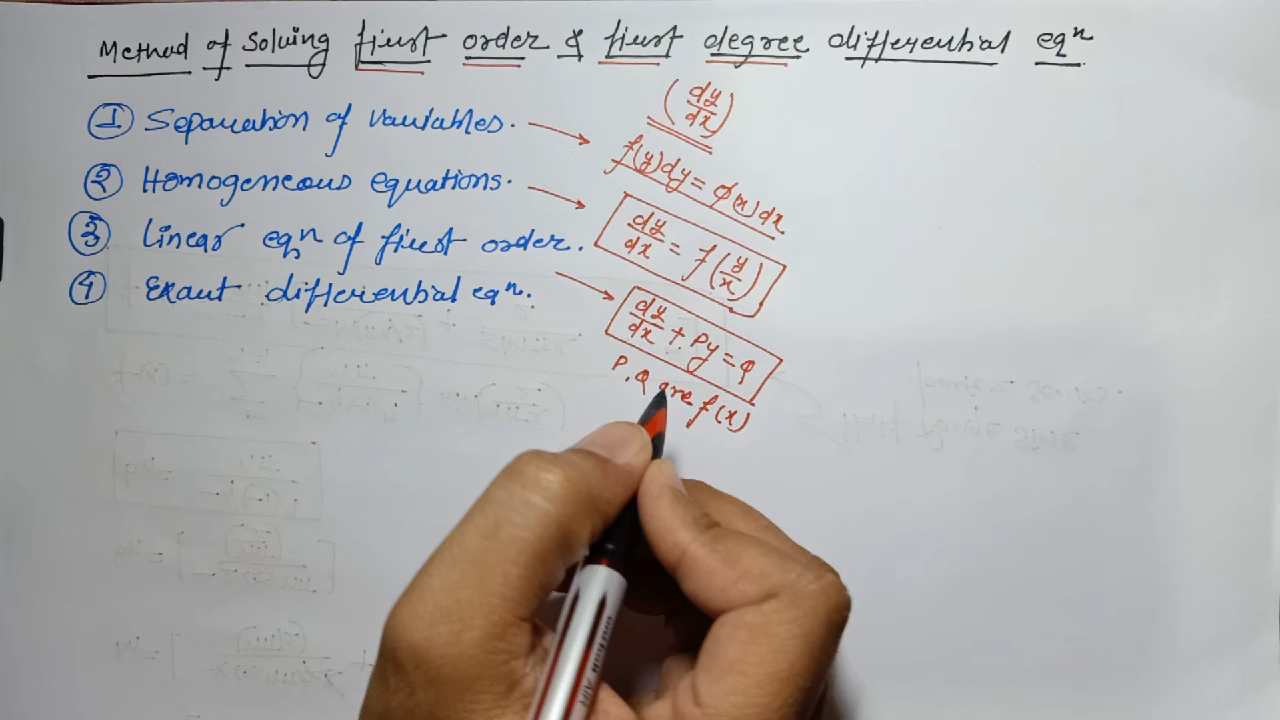 Method of Solving first order & first degree differential eqⁿ
(dy/dx)
① Separation of variables.
f(y)dy = φ(x)dx
② Homogeneous equations.
dy/dx = f(y/x)
③ Linear eqⁿ of first order.
④ Exaut differential eqⁿ.
dy/dx + Py = Q
P.Q are f(x)